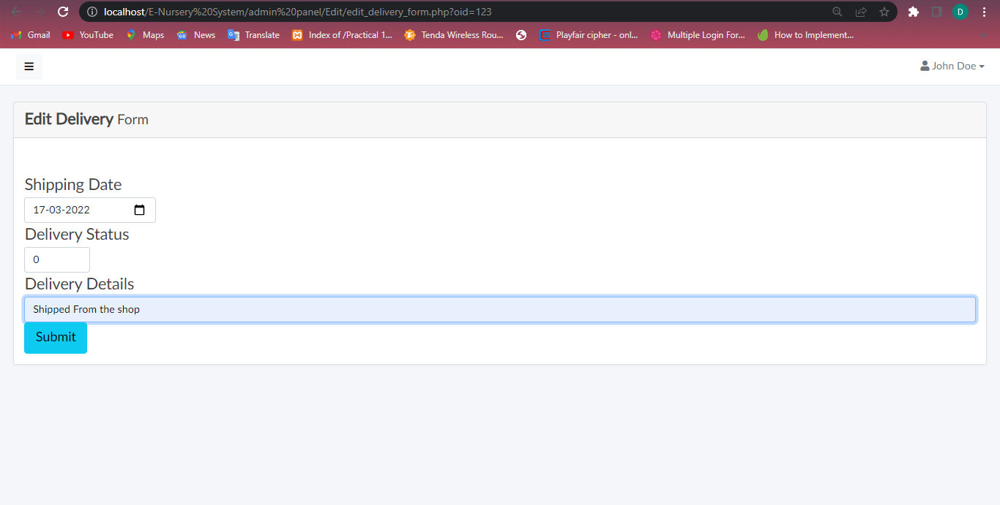 localhost/E-Nursery%20System/admin%20panel/Edit/edit_delivery_form.php?oid=123
D
Gmail YouTube Maps News Translate Index of /Practical 1... Tenda Wireless Rou... Playfair cipher - onl... Multiple Login For... How to Implement...
John Doe
Edit Delivery Form
Shipping Date
17-03-2022
Delivery Status
0
Delivery Details
Shipped From the shop
Submit